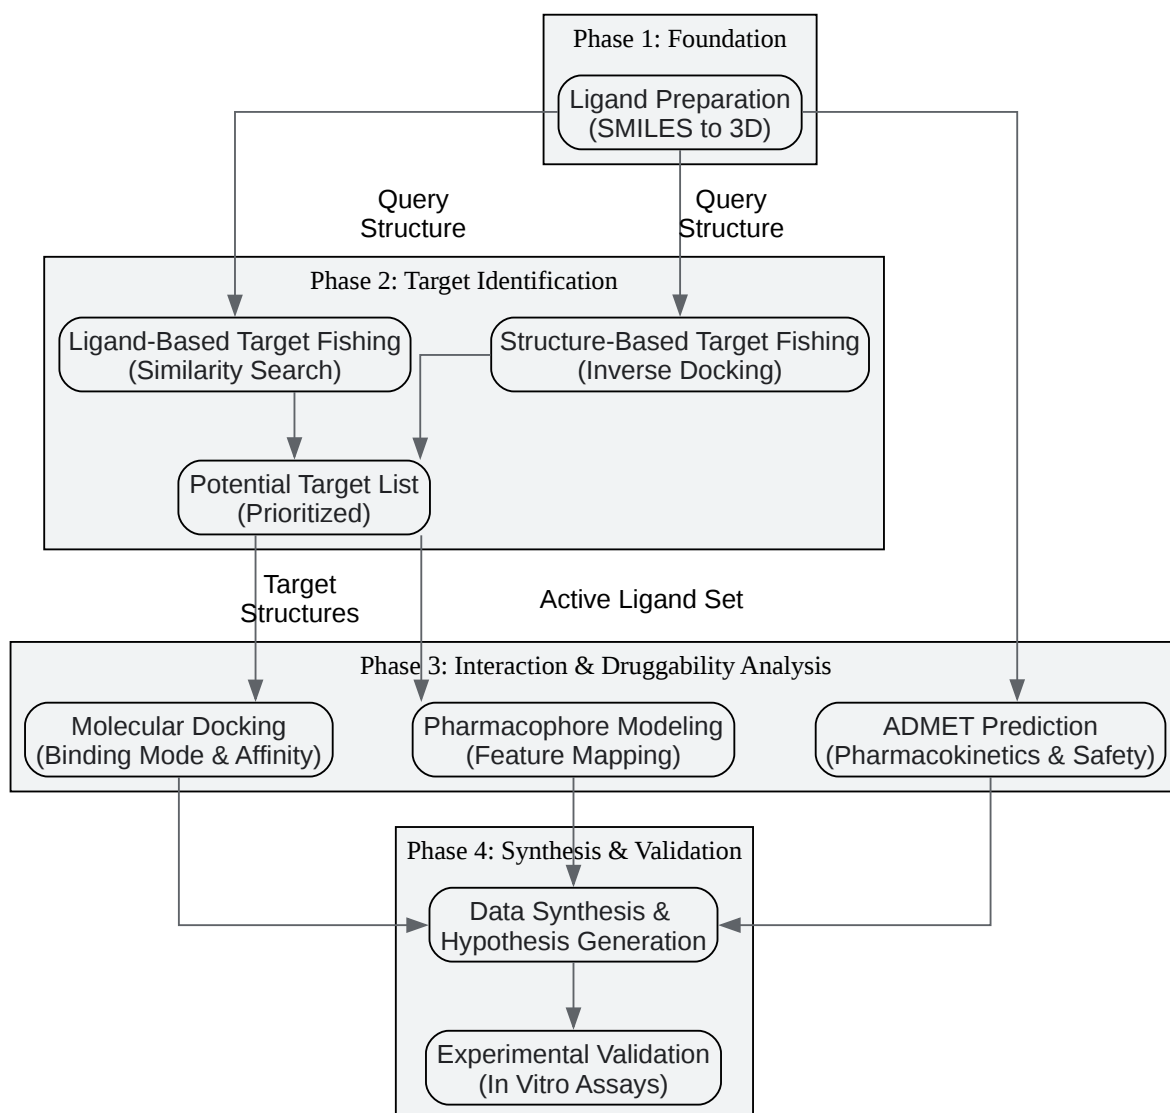 Phase 1: Foundation
Ligand Preparation
(SMILES to 3D)
Query
Structure
Query
Structure
Phase 2: Target Identification
Ligand-Based Target Fishing
(Similarity Search)
Structure-Based Target Fishing
(Inverse Docking)
Potential Target List
(Prioritized)
Target
Structures
Active Ligand Set
Phase 3: Interaction & Druggability Analysis
Molecular Docking
(Binding Mode & Affinity)
Pharmacophore Modeling
(Feature Mapping)
ADMET Prediction
(Pharmacokinetics & Safety)
Phase 4: Synthesis & Validation
Data Synthesis &
Hypothesis Generation
Experimental Validation
(In Vitro Assays)